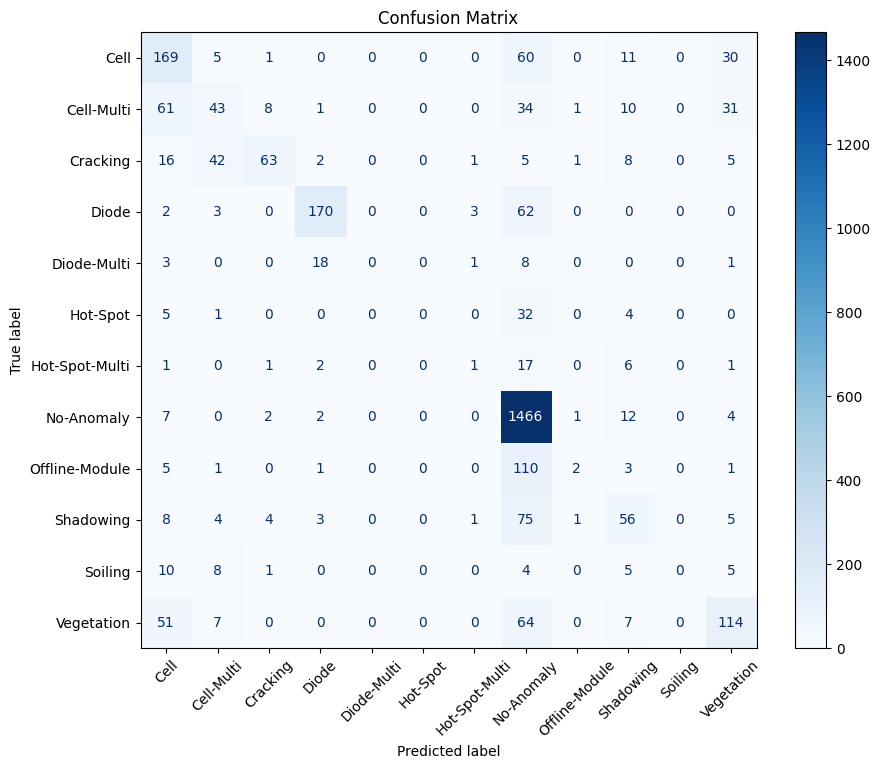 Confusion Matrix
Cell 169 5 1 0 0 0 0 60 0 11 0 30
Cell-Multi 61 43 8 1 0 0 0 34 1 10 0 31
Cracking 16 42 63 2 0 0 1 5 1 8 0 5
Diode 2 3 0 170 0 0 3 62 0 0 0 0
Diode-Multi 3 0 0 18 0 0 1 8 0 0 0 1
Hot-Spot 5 1 0 0 0 0 0 32 0 4 0 0
Hot-Spot-Multi 1 0 1 2 0 0 1 17 0 6 0 1
No-Anomaly 7 0 2 2 0 0 0 1466 1 12 0 4
Offline-Module 5 1 0 1 0 0 0 110 2 3 0 1
Shadowing 8 4 4 3 0 0 1 75 1 56 0 5
Soiling 10 8 1 0 0 0 0 4 0 5 0 5
Vegetation 51 7 0 0 0 0 0 64 0 7 0 114
True label
Cell Cell-Multi Cracking Diode Diode-Multi Hot-Spot Hot-Spot-Multi No-Anomaly Offline-Module Shadowing Soiling Vegetation
Predicted label
1400
1200
1000
800
600
400
200
0